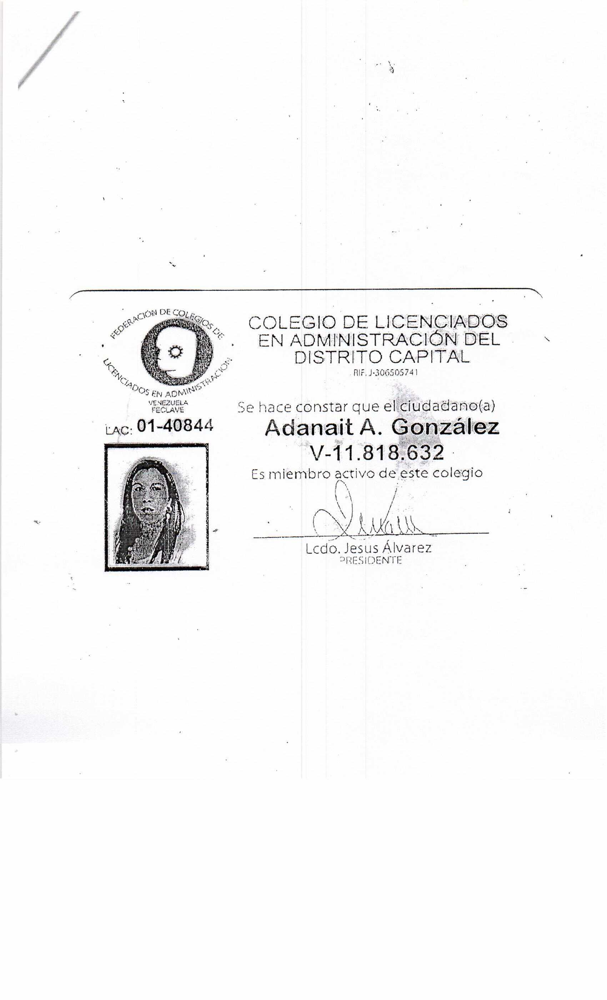 FEDERACIÓN DE COLEGIOS DE
LICENCIADOS EN ADMINISTRACION
VENEZUELA
FECLAVE
LAC: 01-40844
COLEGIO DE LICENCIADOS
EN ADMINISTRACIÓN DEL
DISTRITO CAPITAL
RIF. J-306505741
Se hace constar que el ciudadano(a)
Adanait A. González
V-11.818.632
Es miembro activo de este colegio
Lcdo. Jesus Álvarez
PRESIDENTE